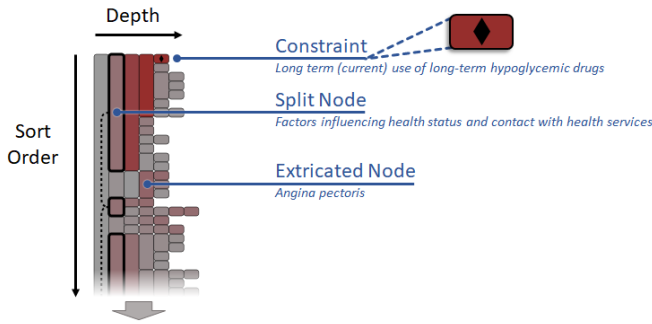 Depth
Constraint
Long term (current) use of long-term hypoglycemic drugs
Split Node
Factors influencing health status and contact with health services
Sort
Order
Extricated Node
Angina pectoris